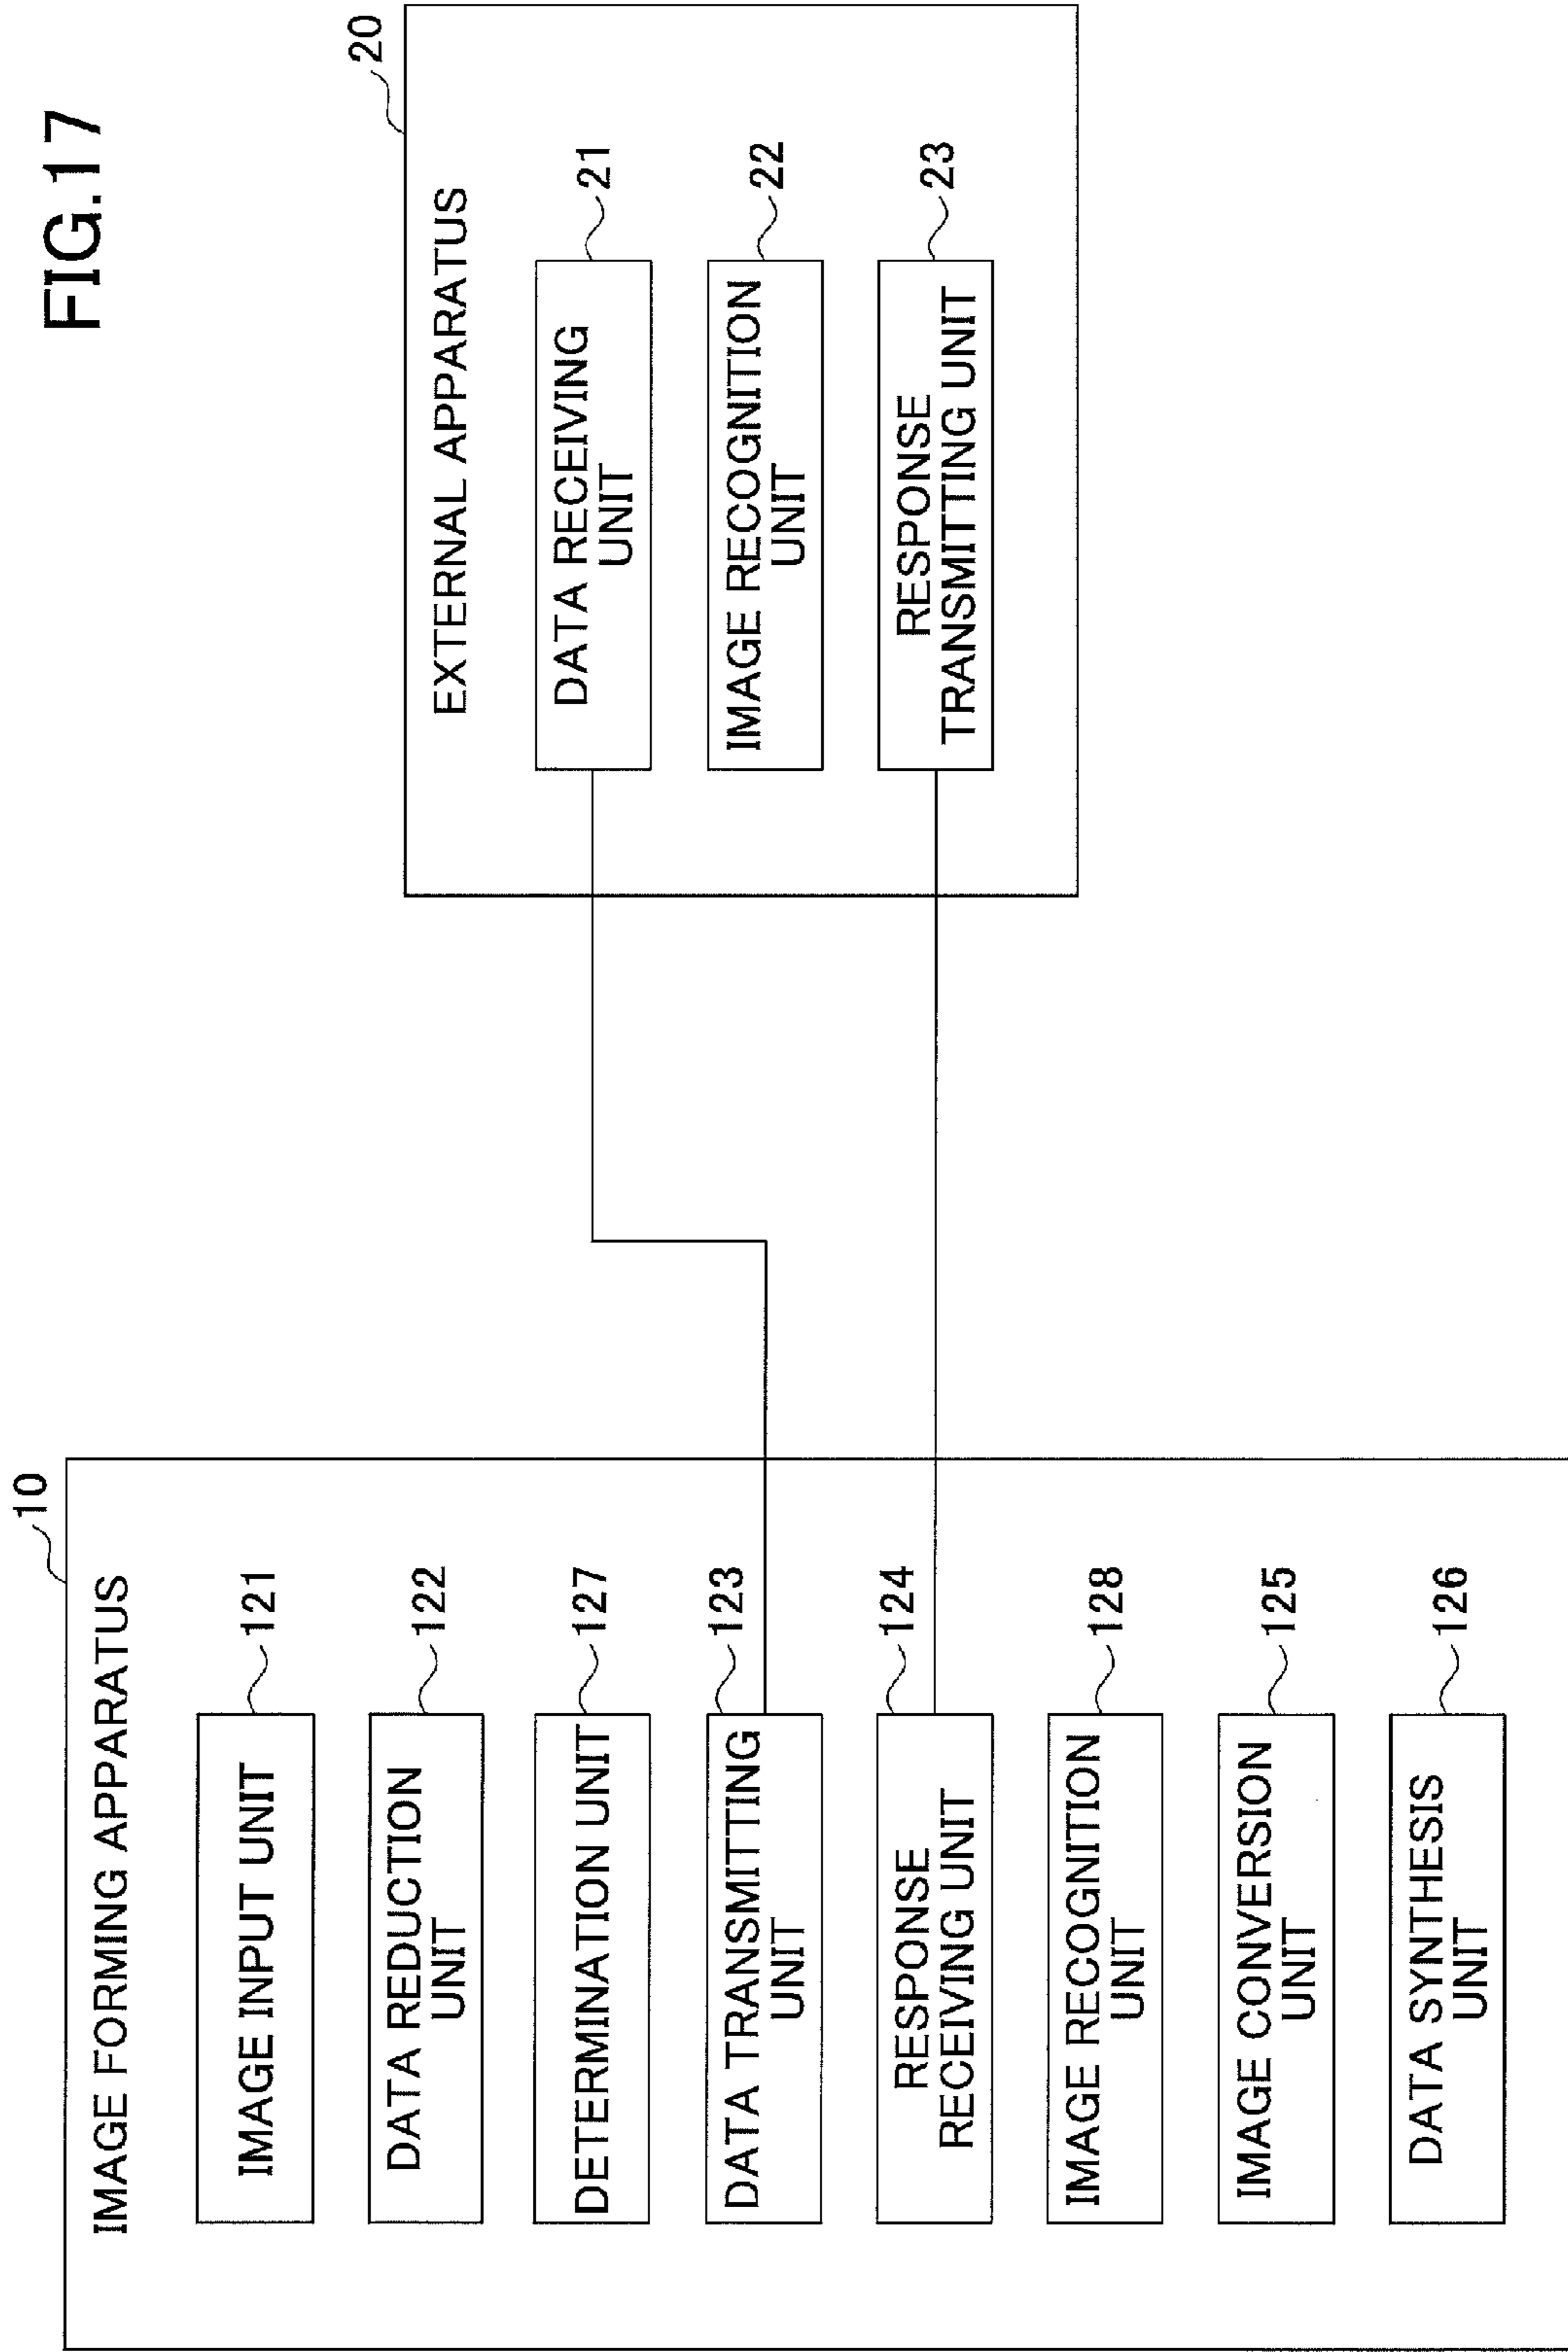 FIG.17
10
IMAGE FORMING APPARATUS
IMAGE INPUT UNIT
121
DATA REDUCTION
UNIT
122
DETERMINATION UNIT
127
DATA TRANSMITTING
UNIT
123
RESPONSE
RECEIVING UNIT
124
IMAGE RECOGNITION
UNIT
128
IMAGE CONVERSION
UNIT
125
DATA SYNTHESIS
UNIT
126
20
EXTERNAL APPARATUS
DATA RECEIVING
UNIT
21
IMAGE RECOGNITION
UNIT
22
RESPONSE
TRANSMITTING UNIT
23